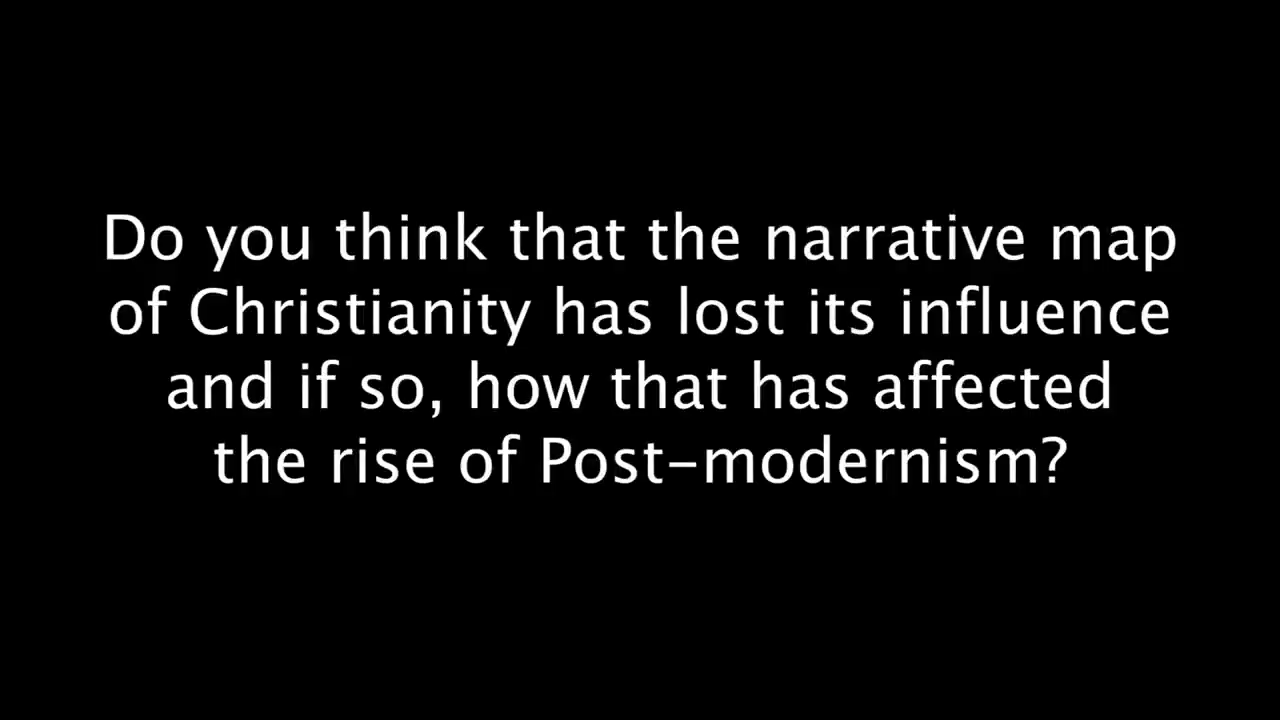 Do you think that the narrative map
of Christianity has lost its influence
and if so, how that has affected
the rise of Post-modernism?